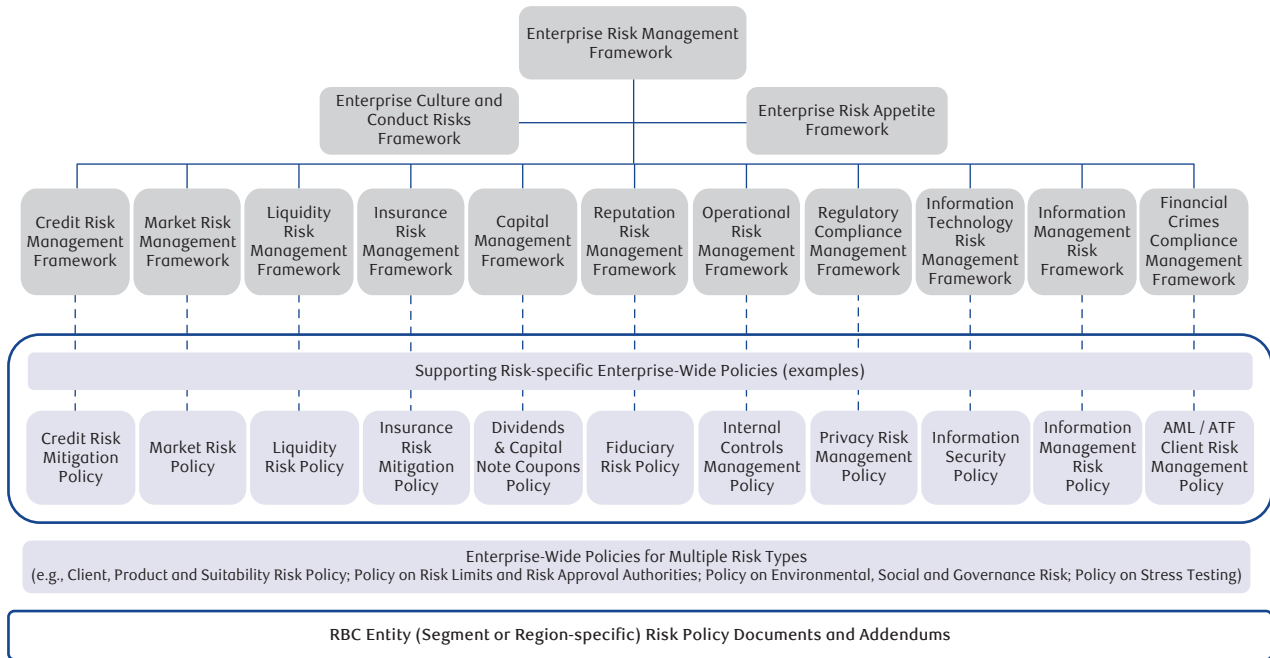 Enterprise Risk Management
Framework
Enterprise Culture and
Conduct Risks
Framework
Enterprise Risk Appetite
Framework
Credit Risk
Management
Framework
Market Risk
Management
Framework
Liquidity
Risk
Management
Framework
Insurance
Risk
Management
Framework
Capital
Management
Framework
Reputation
Risk
Management
Framework
Operational
Risk
Management
Framework
Regulatory
Compliance
Management
Framework
Information
Technology
Risk
Management
Framework
Information
Management
Risk
Framework
Financial
Crimes
Compliance
Management
Framework
Supporting Risk-specific Enterprise-Wide Policies (examples)
Credit Risk
Mitigation
Policy
Market Risk
Policy
Liquidity
Risk Policy
Insurance
Risk
Mitigation
Policy
Dividends
& Capital
Note Coupons
Policy
Fiduciary
Risk Policy
Internal
Controls
Management
Policy
Privacy Risk
Management
Policy
Information
Security
Policy
Information
Management
Risk
Policy
AML / ATF
Client Risk
Management
Policy
Enterprise-Wide Policies for Multiple Risk Types
(e.g., Client, Product and Suitability Risk Policy; Policy on Risk Limits and Risk Approval Authorities; Policy on Environmental, Social and Governance Risk; Policy on Stress Testing)
RBC Entity (Segment or Region-specific) Risk Policy Documents and Addendums